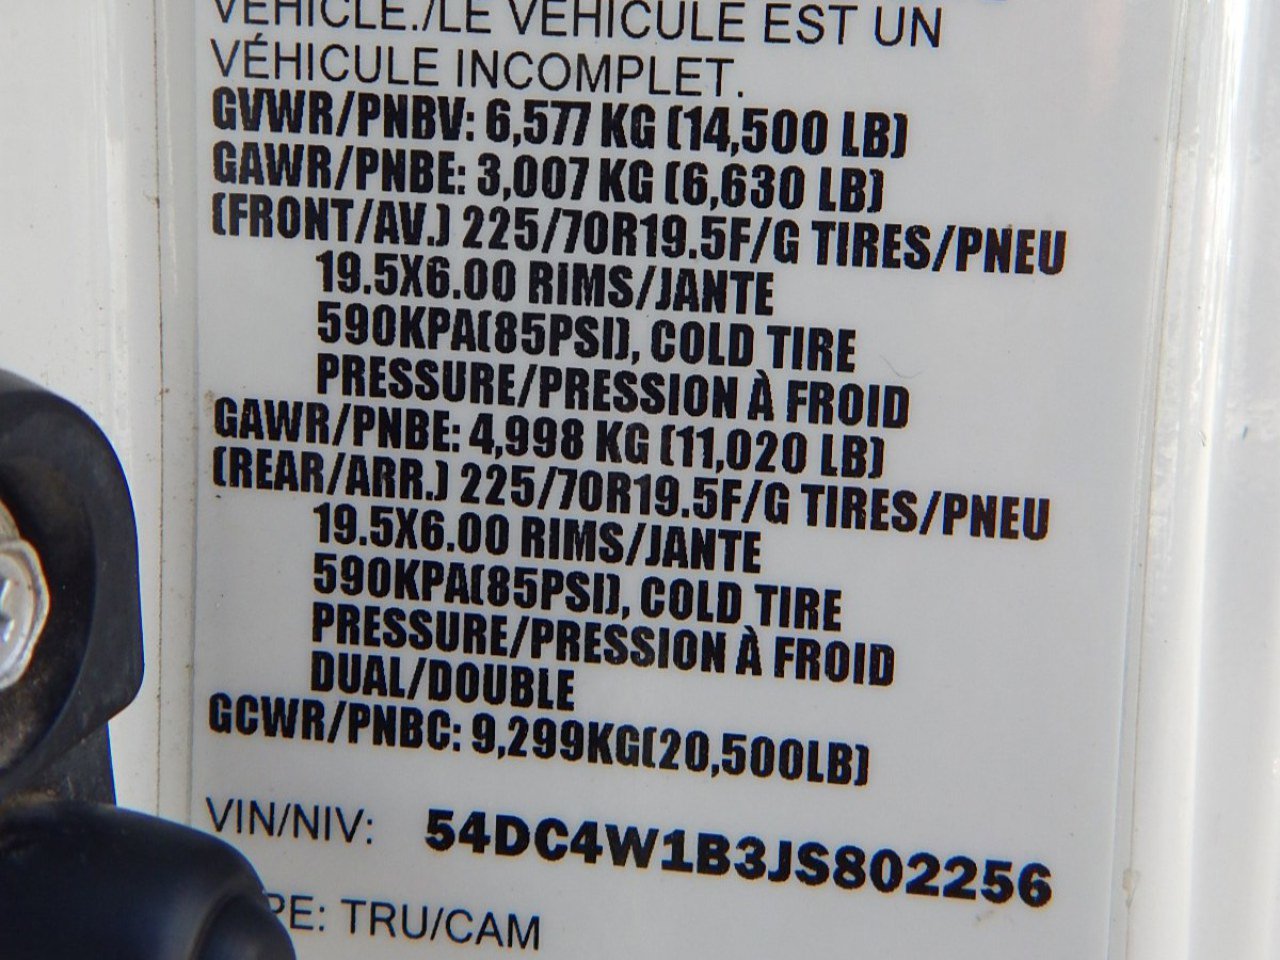 VEHICLE./LE VÉHICULE EST UN
VÉHICULE INCOMPLET.
GVWR/PNBV: 6,577 KG (14,500 LB)
GAWR/PNBE: 3,007 KG (6,630 LB)
(FRONT/AV.) 225/70R19.5F/G TIRES/PNEU
19.5X6.00 RIMS/JANTE
590KPA(85PSI), COLD TIRE
PRESSURE/PRESSION À FROID
GAWR/PNBE: 4,998 KG (11,020 LB)
(REAR/ARR.) 225/70R19.5F/G TIRES/PNEU
19.5X6.00 RIMS/JANTE
590KPA(85PSI), COLD TIRE
PRESSURE/PRESSION À FROID
DUAL/DOUBLE
GCWR/PNBC: 9,299KG(20,500LB)
VIN/NIV: 54DC4W1B3JS802256
PE: TRU/CAM